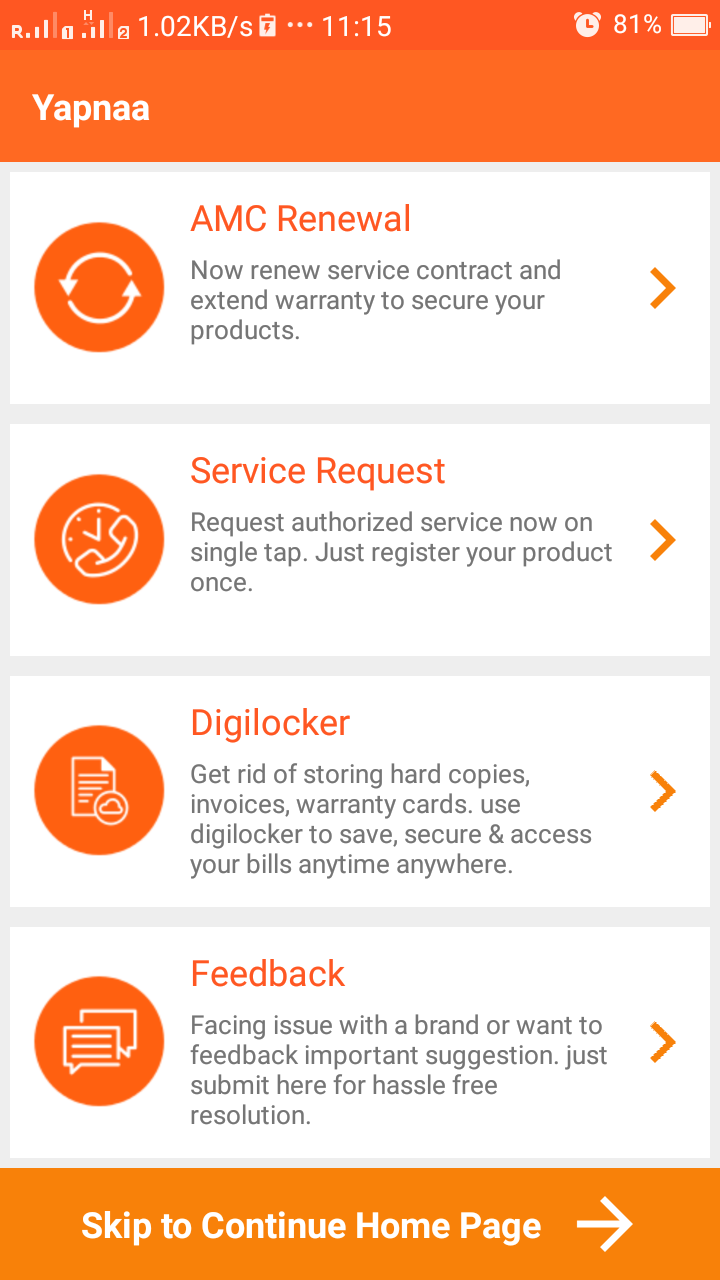 R 1 H 2 1.02KB/s ... 11:15 81%
Yapnaa
AMC Renewal
Now renew service contract and
extend warranty to secure your
products.
Service Request
Request authorized service now on
single tap. Just register your product
once.
Digilocker
Get rid of storing hard copies,
invoices, warranty cards. use
digilocker to save, secure & access
your bills anytime anywhere.
Feedback
Facing issue with a brand or want to
feedback important suggestion. just
submit here for hassle free
resolution.
Skip to Continue Home Page